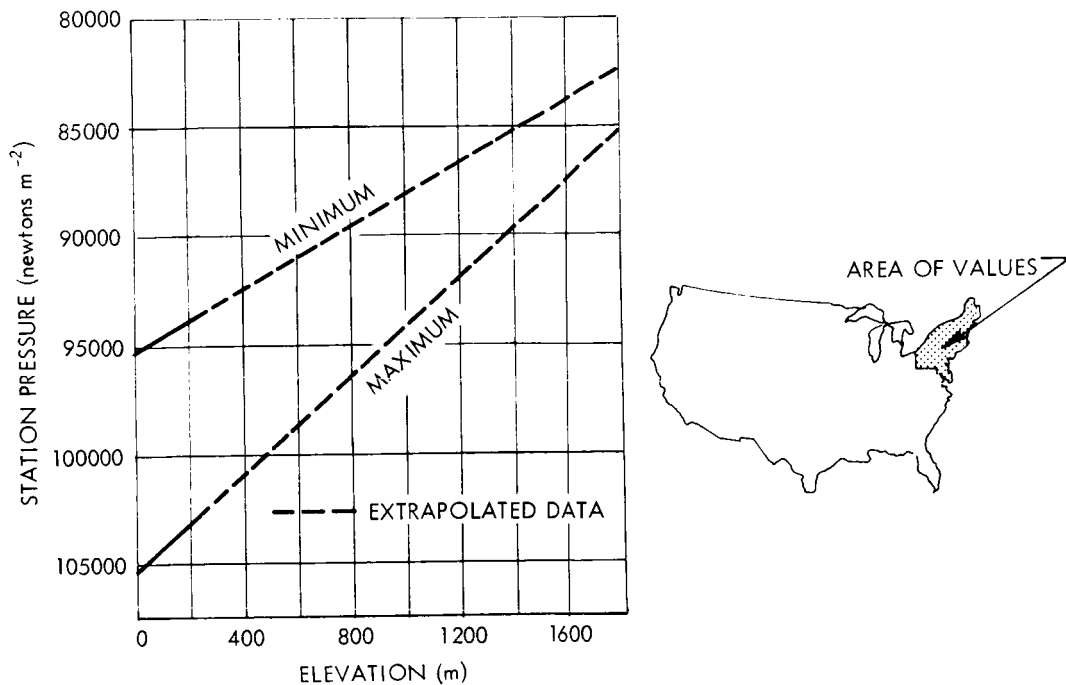 80000
85000
90000
95000
100000
105000
STATION PRESSURE (newtons m⁻²)
MINIMUM
MAXIMUM
EXTRAPOLATED DATA
0 400 800 1200 1600
ELEVATION (m)
AREA OF VALUES